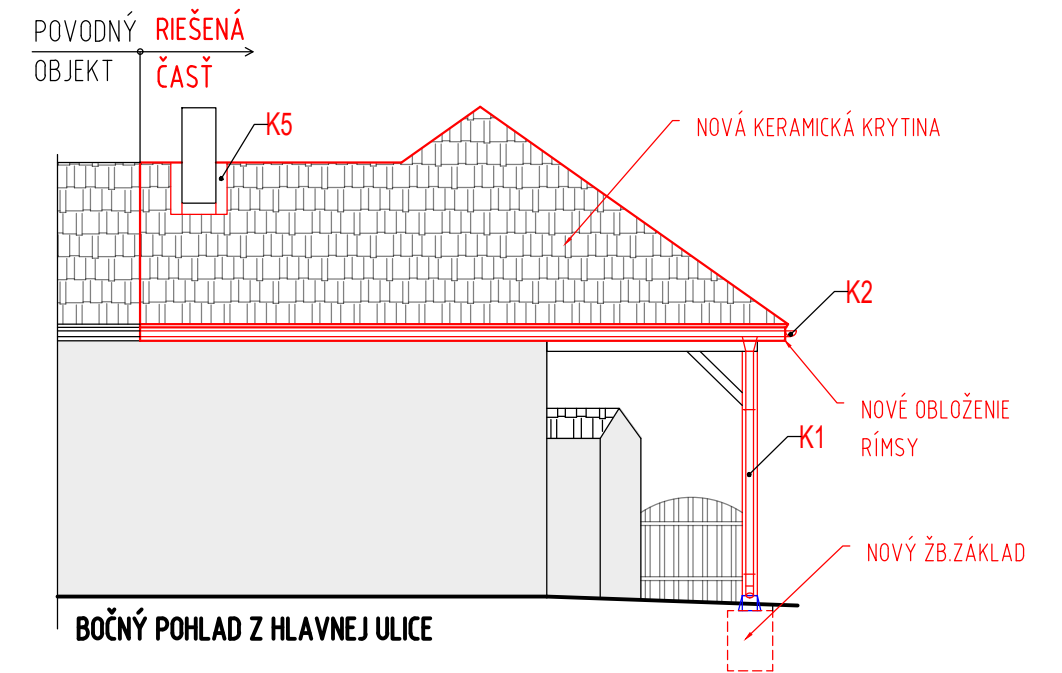 POVODNÝ RIEŠENÁ
OBJEKT ČASŤ
K5
NOVÁ KERAMICKÁ KRYTINA
K2
NOVÉ OBLOŽENIE
RÍMSY
K1
NOVÝ ŽB.ZÁKLAD
BOČNÝ POHLAD Z HLAVNEJ ULICE